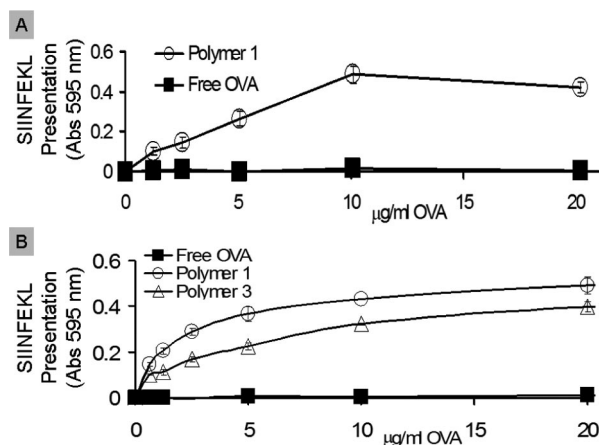 A
SIINFEKL
Presentation
(Abs 595 nm)
0.6
0.4
0.2
0
Polymer 1
Free OVA
0
5
10
15
20
µg/ml OVA
B
SIINFEKL
Presentation
(Abs 595 nm)
0.6
0.4
0.2
0
Free OVA
Polymer 1
Polymer 3
0
5
10
15
20
µg/ml OVA